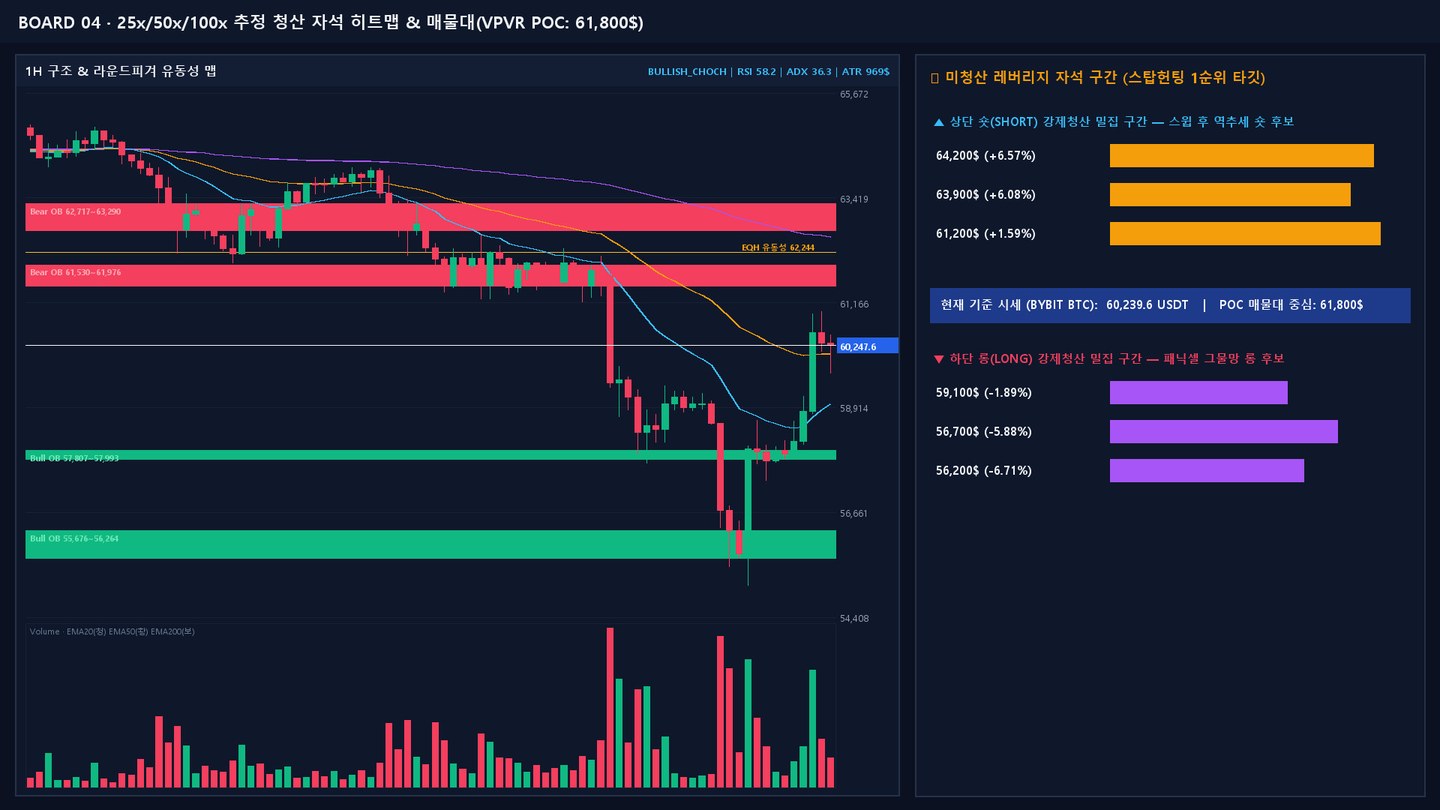 BOARD 04 · 25x/50x/100x 추정 청산 자석 히트맵 & 매물대(VPVR POC: 61,800$)
1H 구조 & 라운드피겨 유동성 맵
BULLISH_CHOCH | RSI 58.2 | ADX 36.3 | ATR 969$
65,672
63,419
61,166
60,247.6
58,914
56,661
54,408
Bear OB 62,717~63,290
EQH 유동성 62,244
Bear OB 61,530~61,976
Bull OB 57,807~57,993
Bull OB 55,676~56,264
Volume · EMA20(청) EMA50(황) EMA200(보)
미청산 레버리지 자석 구간 (스탑헌팅 1순위 타깃)
▲ 상단 숏(SHORT) 강제청산 밀집 구간 — 스윕 후 역추세 숏 후보
64,200$ (+6.57%)
63,900$ (+6.08%)
61,200$ (+1.59%)
현재 기준 시세 (BYBIT BTC): 60,239.6 USDT | POC 매물대 중심: 61,800$
▼ 하단 롱(LONG) 강제청산 밀집 구간 — 패닉셀 그물망 롱 후보
59,100$ (-1.89%)
56,700$ (-5.88%)
56,200$ (-6.71%)